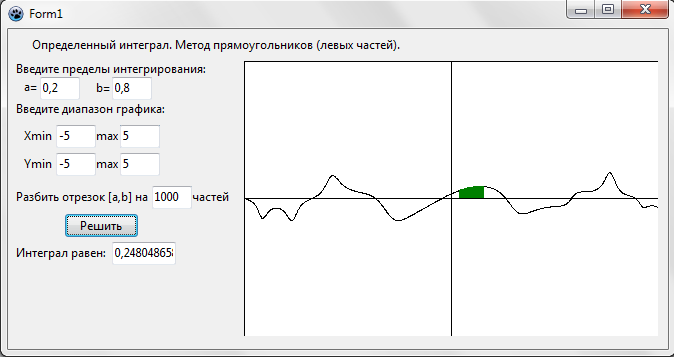 Form1
Определенный интеграл. Метод прямоугольников (левых частей).
Введите пределы интегрирования:
a= 0,2 b= 0,8
Введите диапазон графика:
Xmin -5 max 5
Ymin -5 max 5
Разбить отрезок [a,b] на 1000 частей
Решить
Интеграл равен: 0,248048658